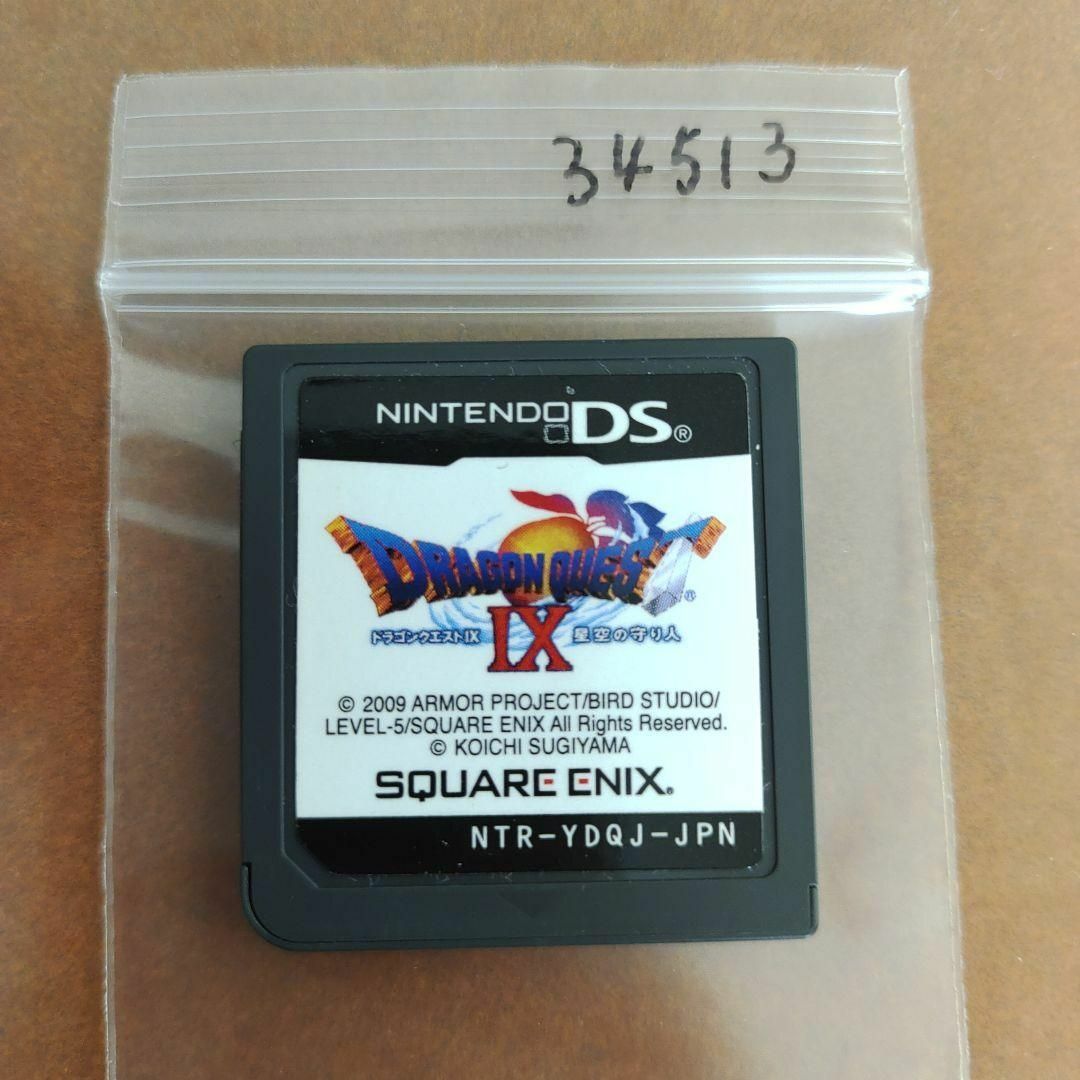 34513
NINTENDO DS®
DRAGON QUEST®
ドラゴンクエストIX IX 星空の守り人
© 2009 ARMOR PROJECT/BIRD STUDIO/
LEVEL-5/SQUARE ENIX All Rights Reserved.
© KOICHI SUGIYAMA
SQUARE ENIX®
NTR-YDQJ-JPN